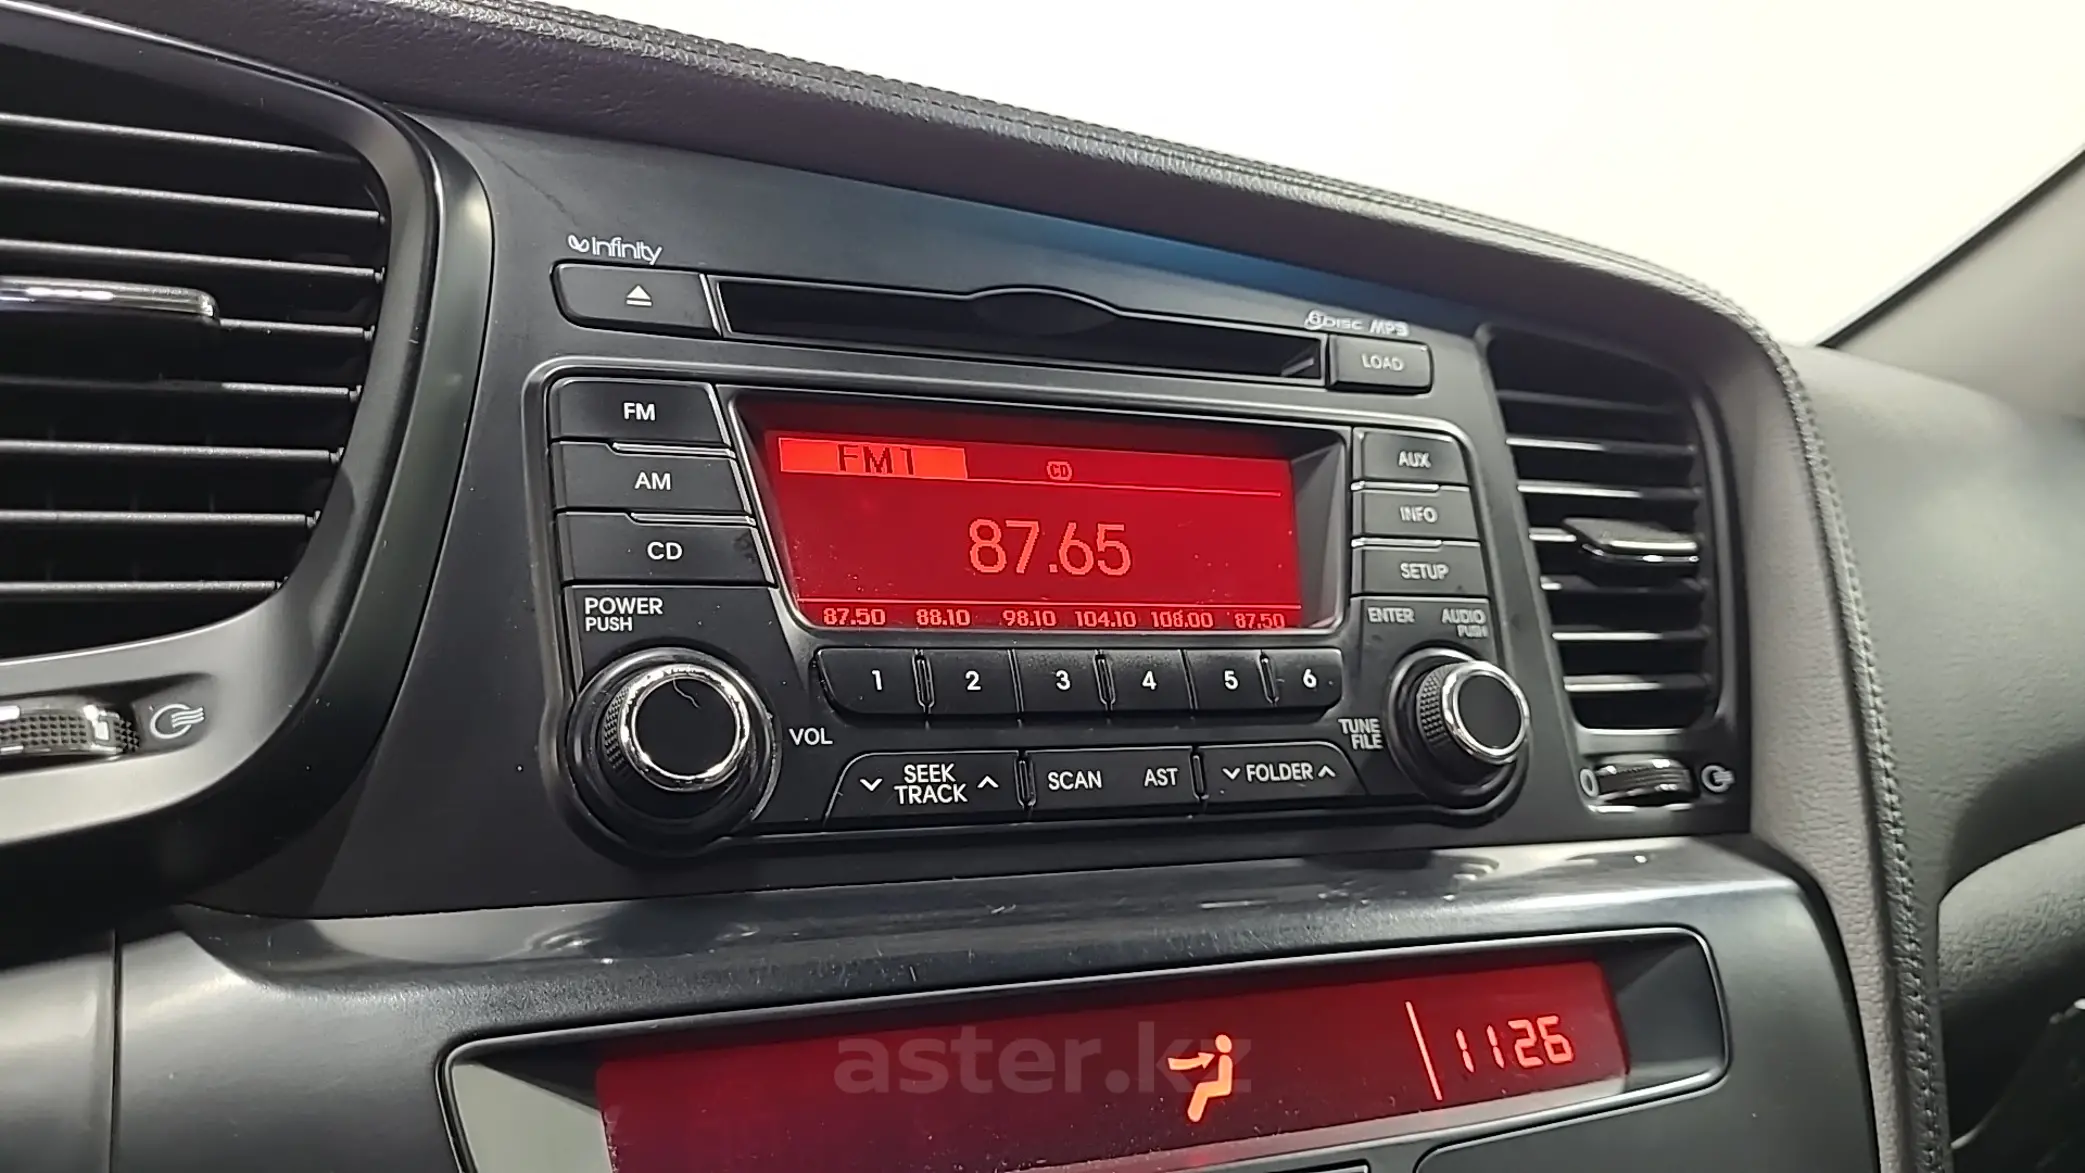 infinity
6DISC MP3
LOAD
FM
AM
CD
FM1
CD
87.65
87.50 88.10 98.10 104.10 108.00 87.50
AUX
INFO
SETUP
POWER
PUSH
ENTER
AUDIO
PUSH
1 2 3 4 5 6
VOL
SEEK
TRACK
SCAN AST
FOLDER
TUNE
FILE
0
aster.kz
11 26